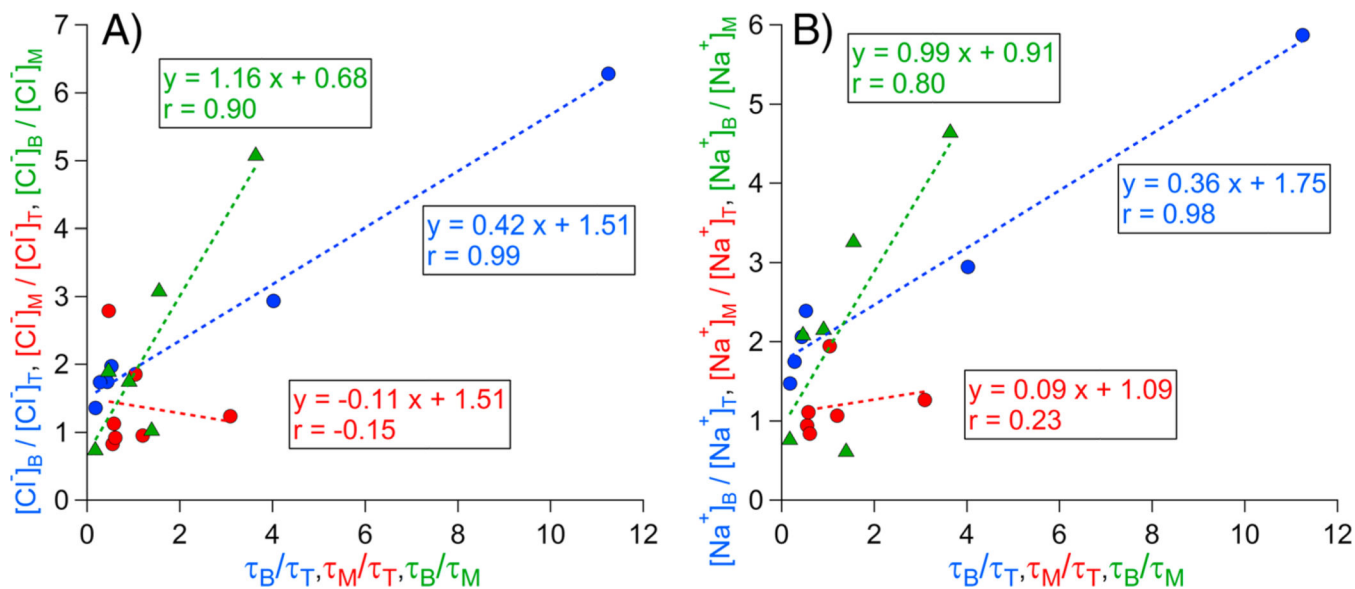 A)
7
6
5
4
3
2
1
0
[Cl⁻]B / [Cl⁻]T, [Cl⁻]M / [Cl⁻]T, [Cl⁻]B / [Cl⁻]M
y = 1.16 x + 0.68
r = 0.90
y = 0.42 x + 1.51
r = 0.99
y = -0.11 x + 1.51
r = -0.15
0 2 4 6 8 10 12
τB/τT,τM/τT,τB/τM
B)
6
5
4
3
2
1
0
[Na⁺]B / [Na⁺]T, [Na⁺]M / [Na⁺]T, [Na⁺]B / [Na⁺]M
y = 0.99 x + 0.91
r = 0.80
y = 0.36 x + 1.75
r = 0.98
y = 0.09 x + 1.09
r = 0.23
0 2 4 6 8 10 12
τB/τT,τM/τT,τB/τM